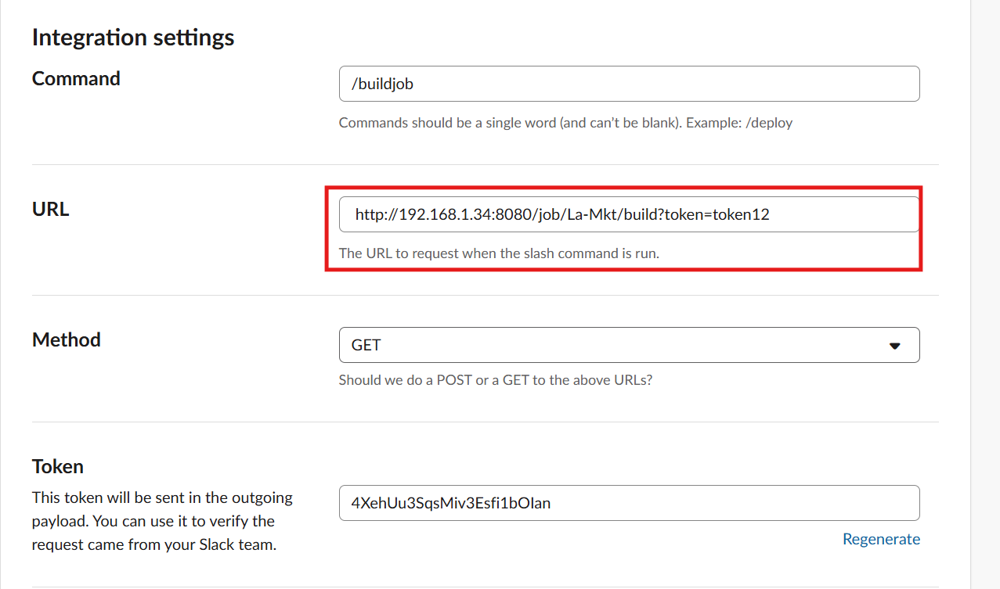 Integration settings
Command
/buildjob
Commands should be a single word (and can't be blank). Example: /deploy
URL
http://192.168.1.34:8080/job/La-Mkt/build?token=token12
The URL to request when the slash command is run.
Method
GET
Should we do a POST or a GET to the above URLs?
Token
This token will be sent in the outgoing
payload. You can use it to verify the
request came from your Slack team.
4XehUu3SqsMiv3Esfi1bOIan
Regenerate